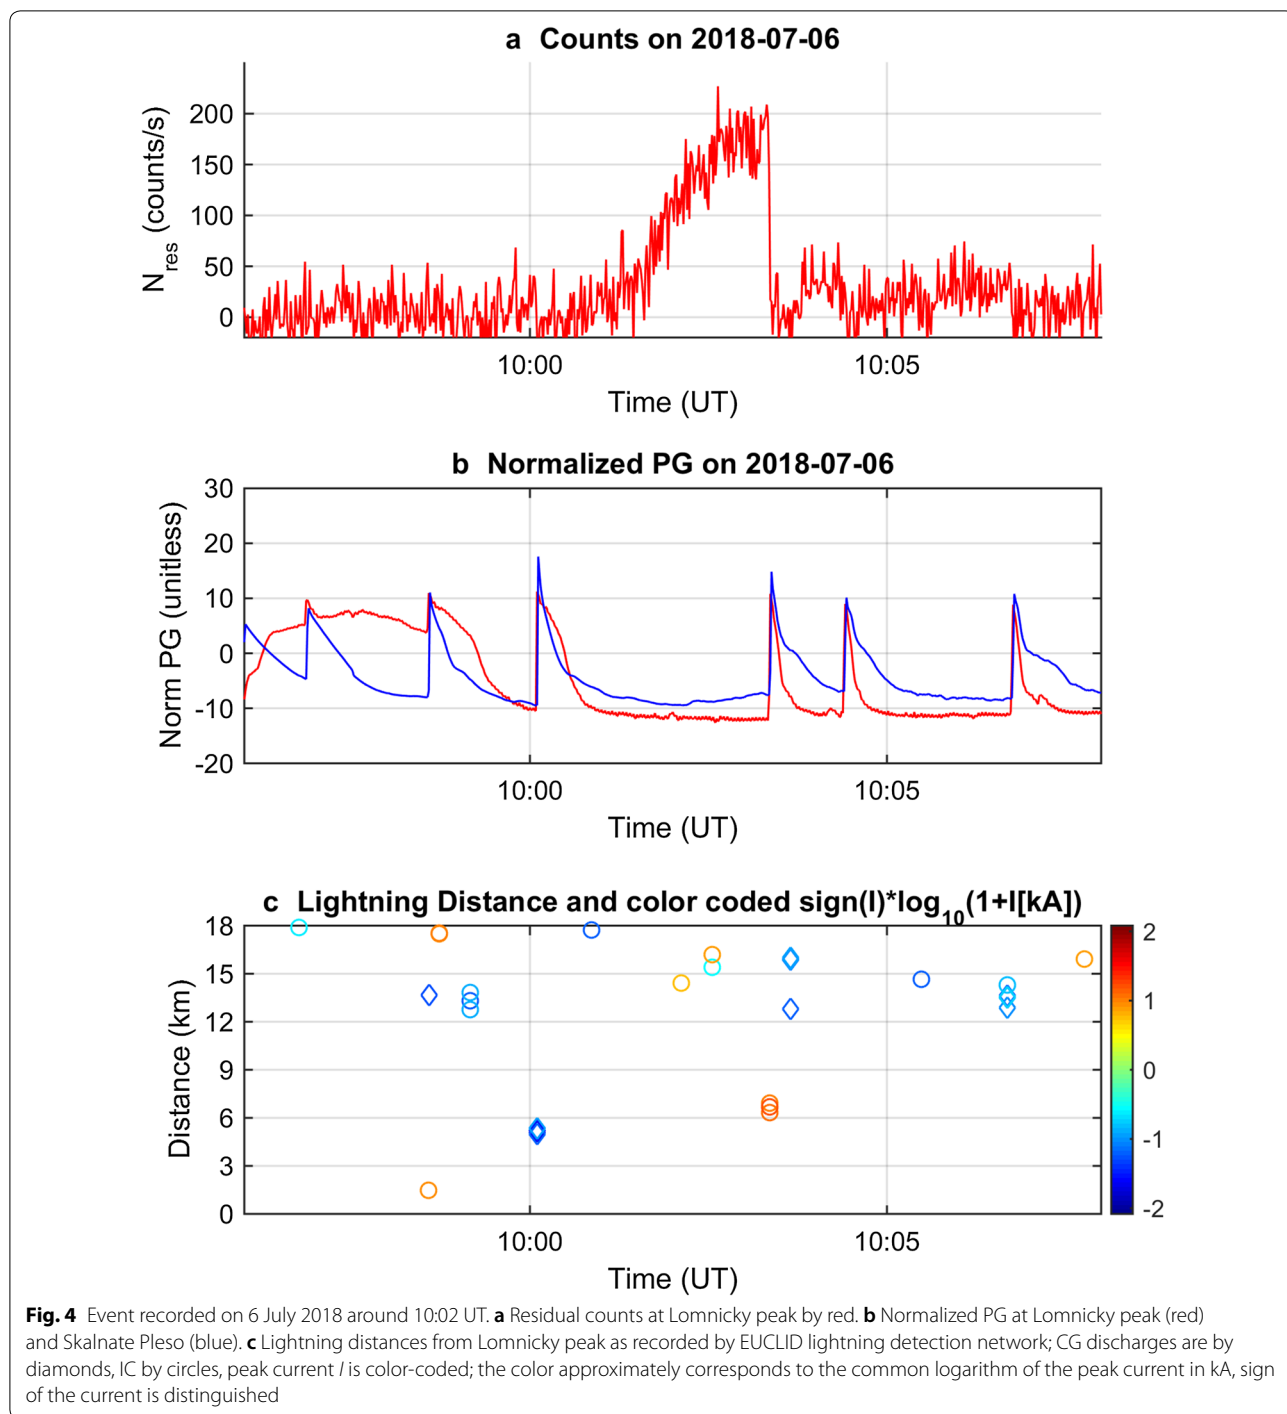 a Counts on 2018-07-06
200
150
100
50
0
N_res (counts/s)
10:00 10:05
Time (UT)
b Normalized PG on 2018-07-06
30
20
10
0
-10
-20
Norm PG (unitless)
10:00 10:05
Time (UT)
c Lightning Distance and color coded sign(I)*log_10(1+I[kA])
18
15
12
9
6
3
0
Distance (km)
2
1
0
-1
-2
10:00 10:05
Time (UT)
Fig. 4 Event recorded on 6 July 2018 around 10:02 UT. a Residual counts at Lomnicky peak by red. b Normalized PG at Lomnicky peak (red)
and Skalnate Pleso (blue). c Lightning distances from Lomnicky peak as recorded by EUCLID lightning detection network; CG discharges are by
diamonds, IC by circles, peak current I is color-coded; the color approximately corresponds to the common logarithm of the peak current in kA, sign
of the current is distinguished